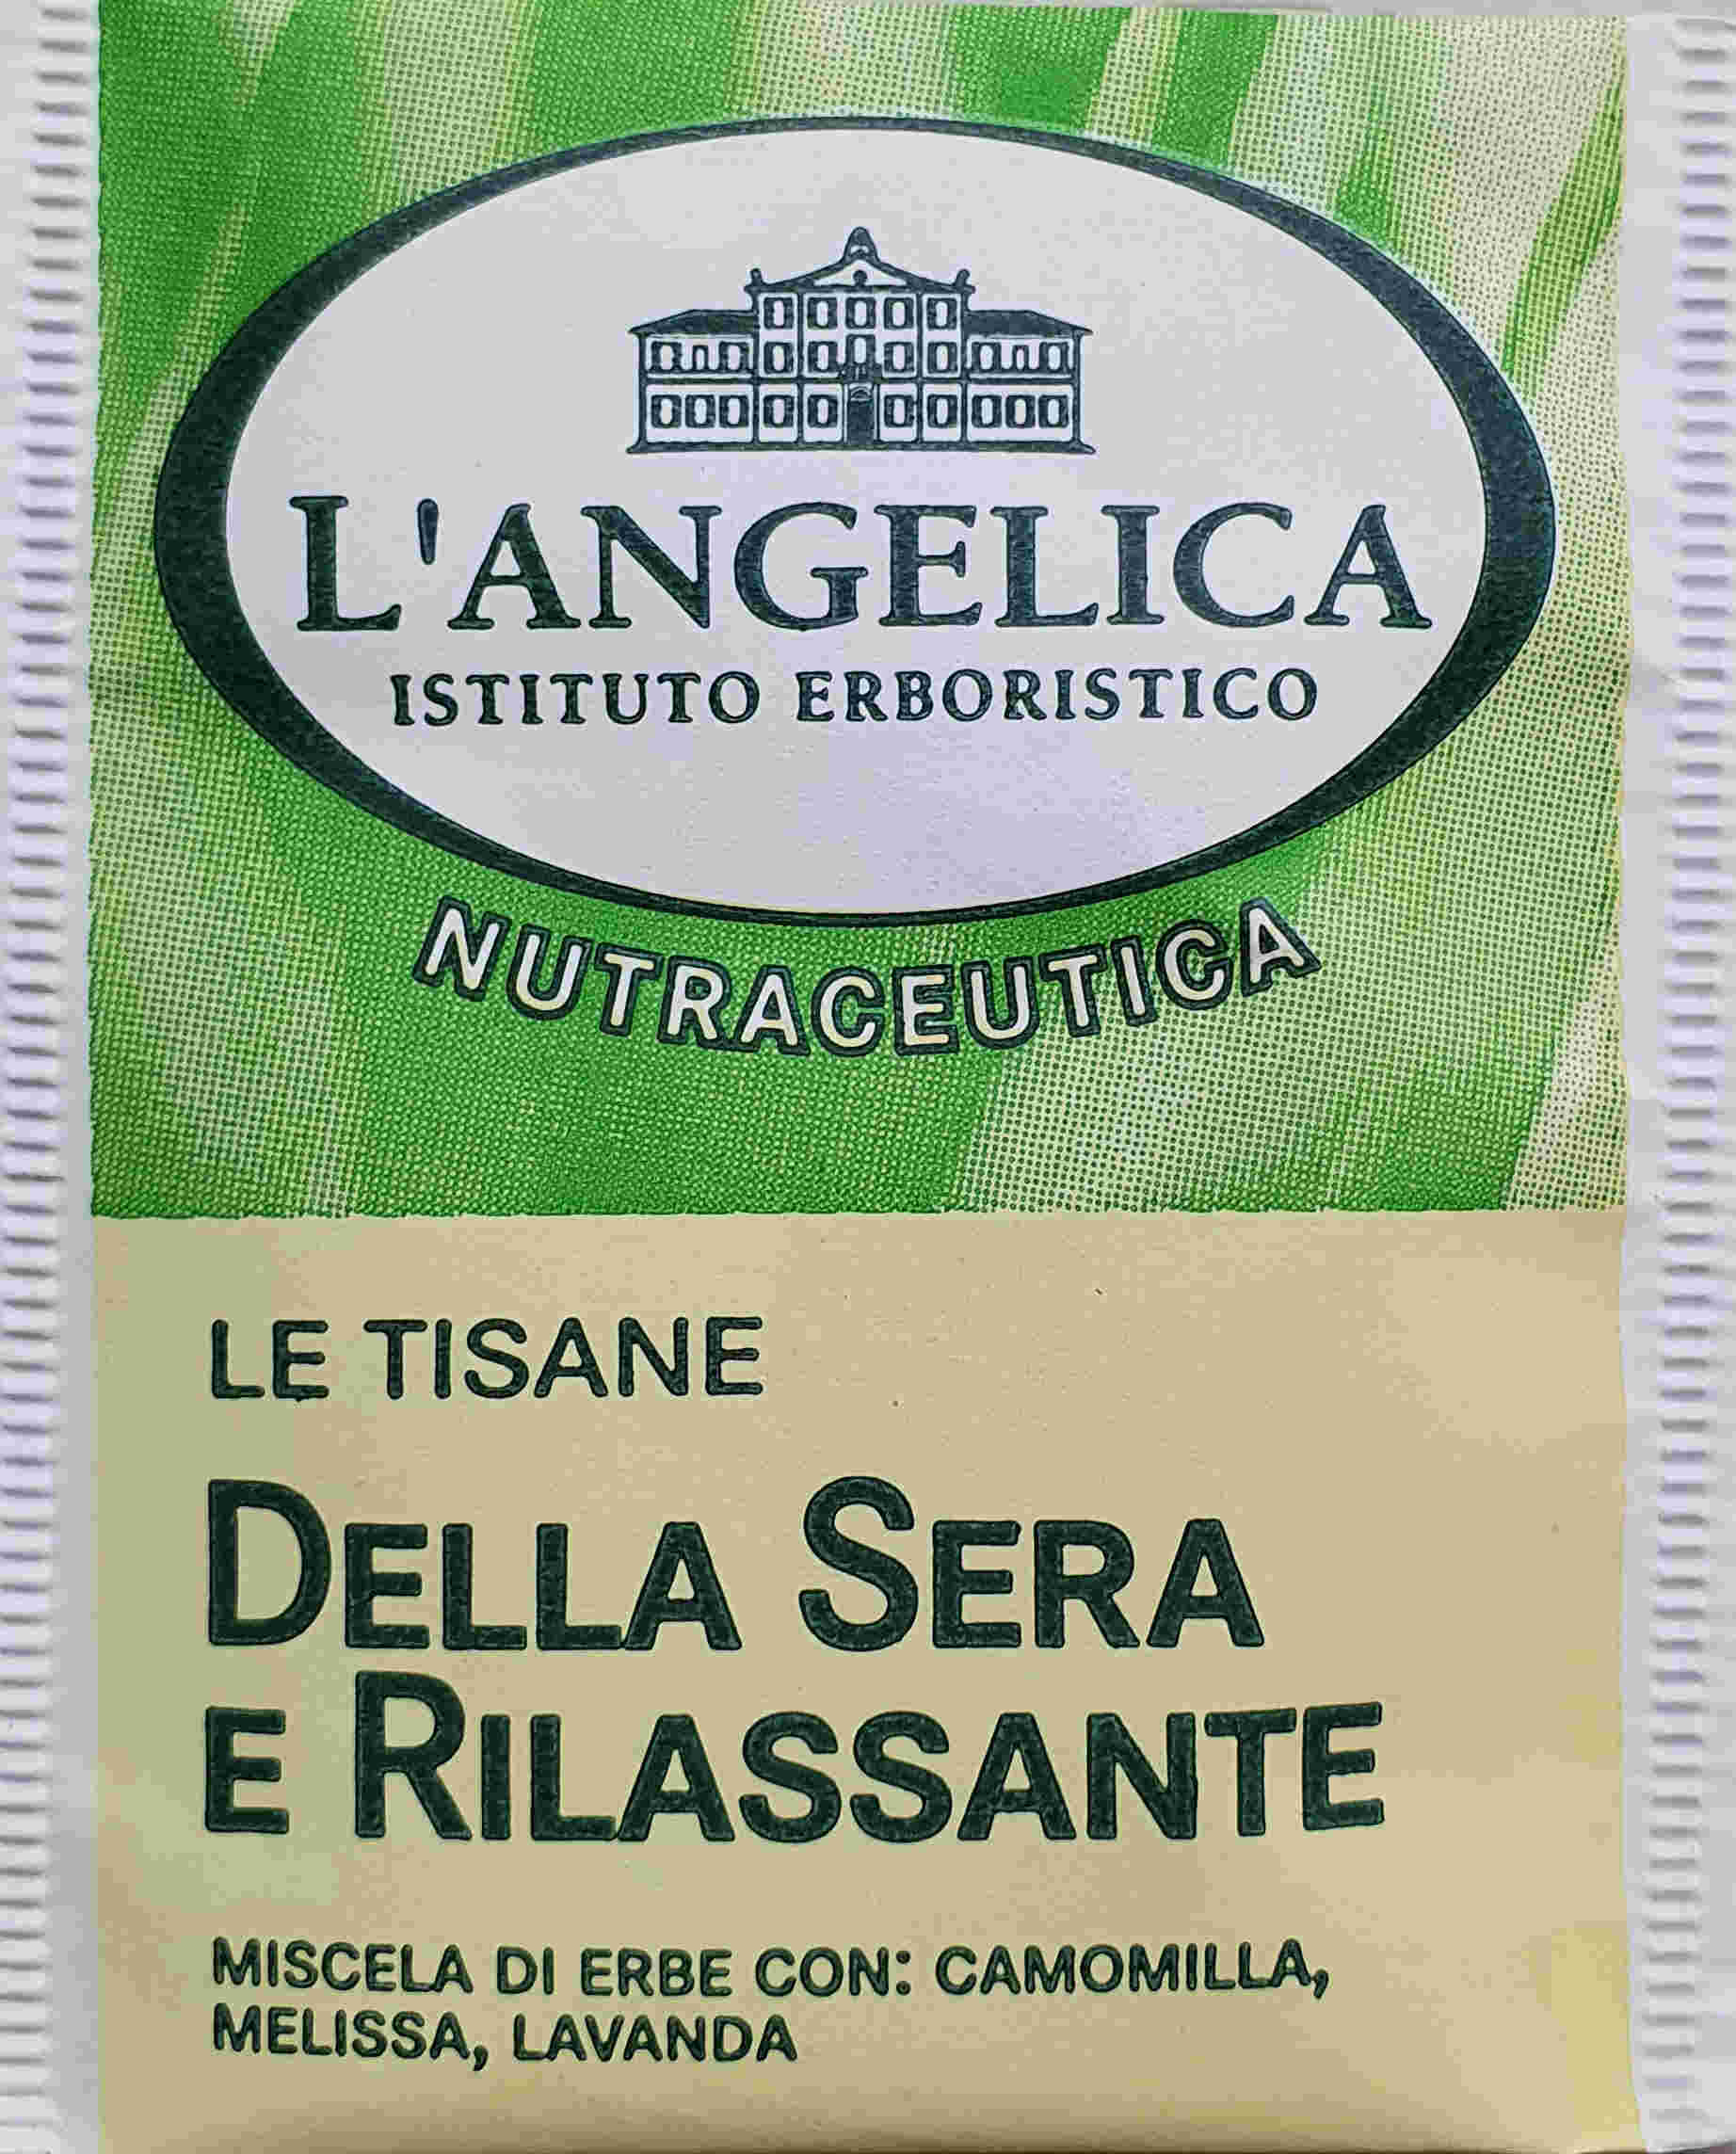 L'ANGELICA
ISTITUTO ERBORISTICO
NUTRACEUTICA
LE TISANE
DELLA SERA
E RILASSANTE
MISCELA DI ERBE CON: CAMOMILLA,
MELISSA, LAVANDA